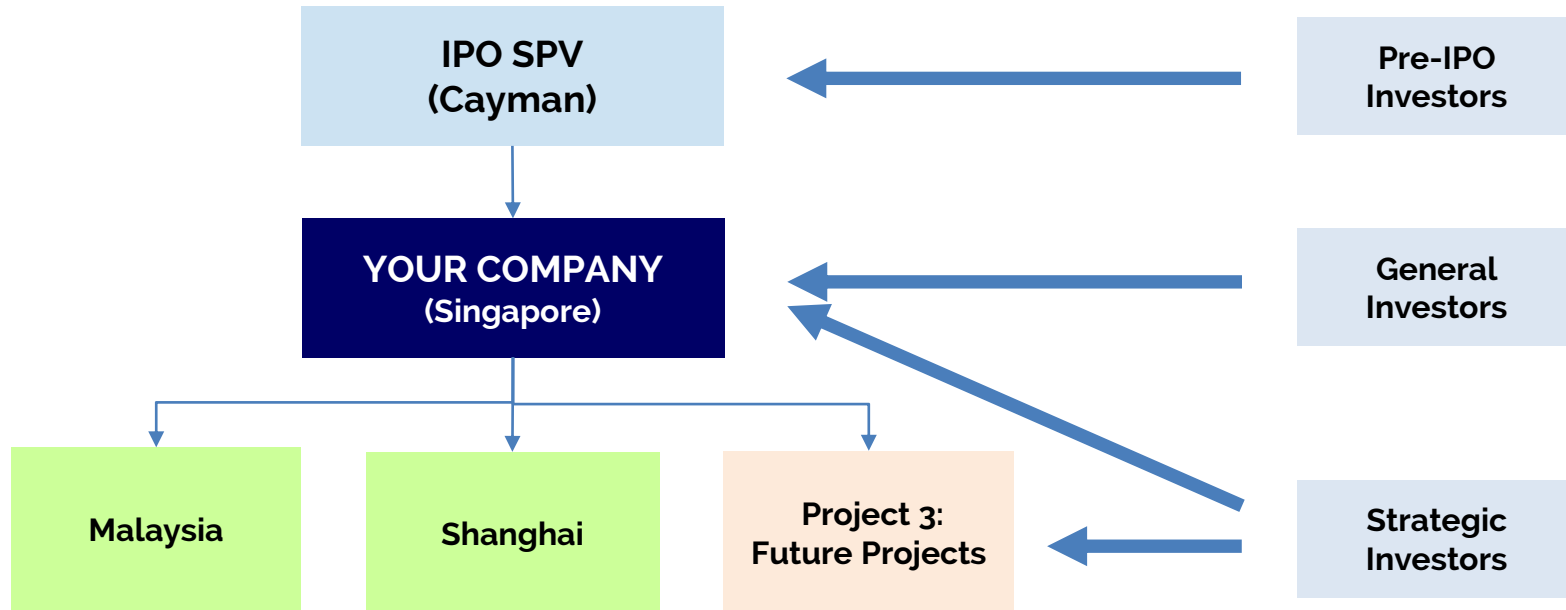 IPO SPV
(Cayman)
Pre-IPO
Investors
YOUR COMPANY
(Singapore)
General
Investors
Malaysia
Shanghai
Project 3:
Future Projects
Strategic
Investors